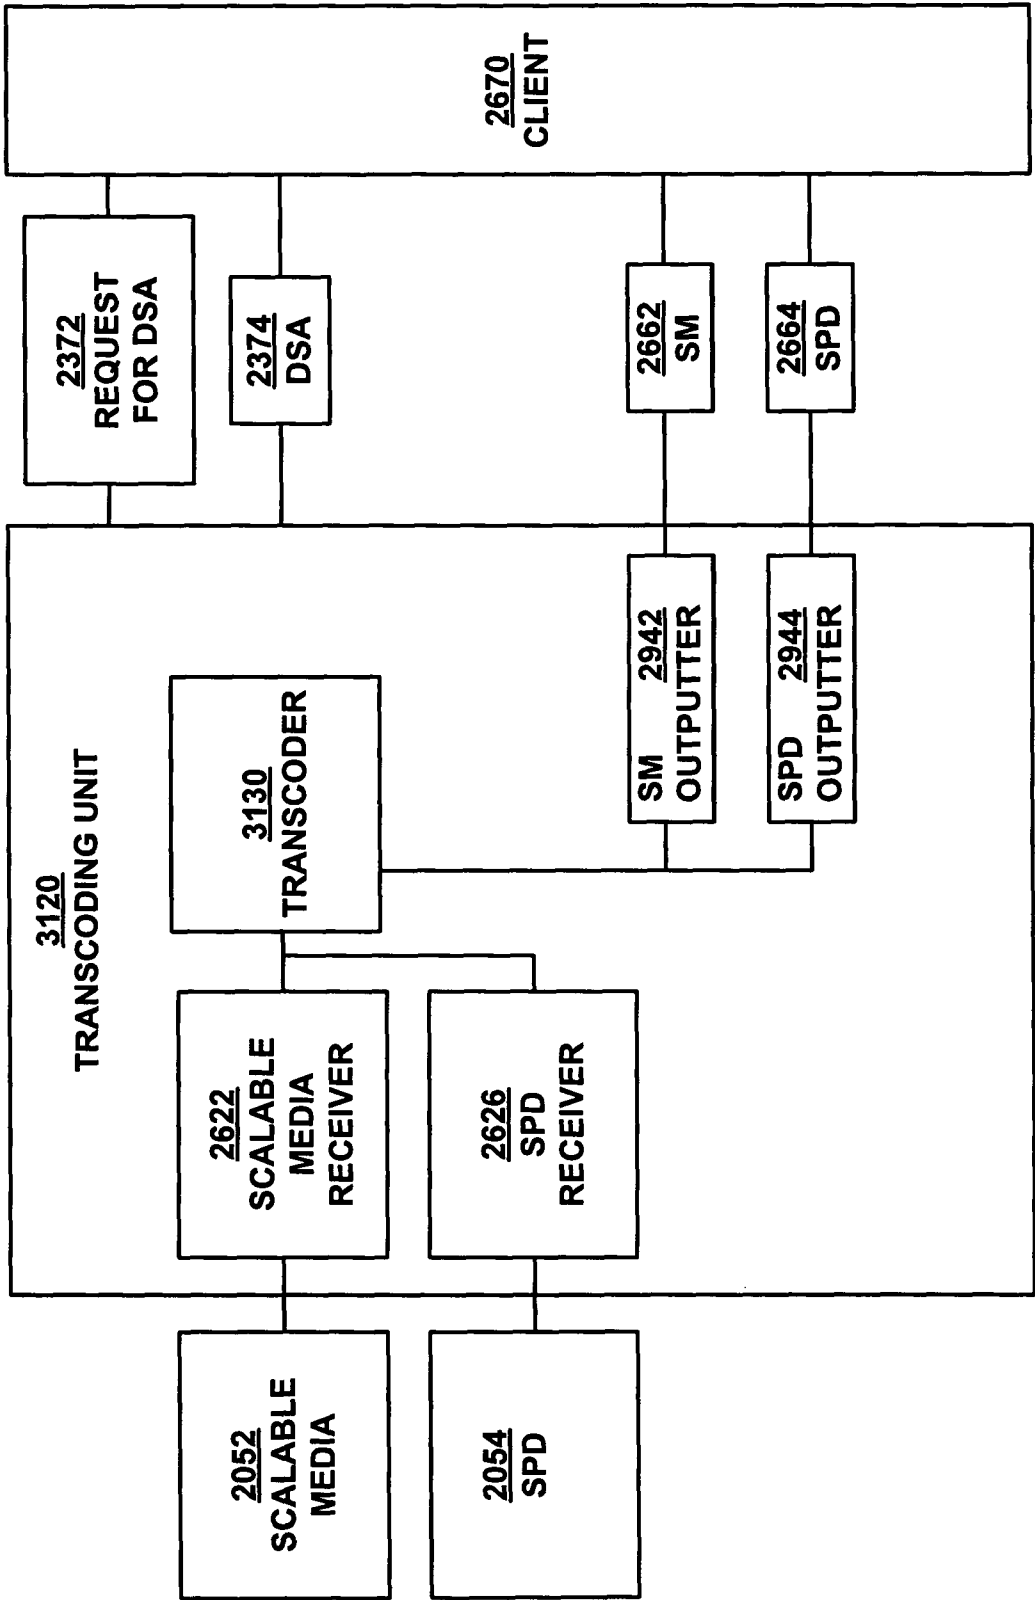 3120
TRANSCODING UNIT
2052
SCALABLE
MEDIA
2054
SPD
2622
SCALABLE
MEDIA
RECEIVER
2626
SPD
RECEIVER
3130
TRANSCODER
SM 2942
OUTPUTTER
SPD 2944
OUTPUTTER
2372
REQUEST
FOR DSA
2374
DSA
2662
SM
2664
SPD
2670
CLIENT